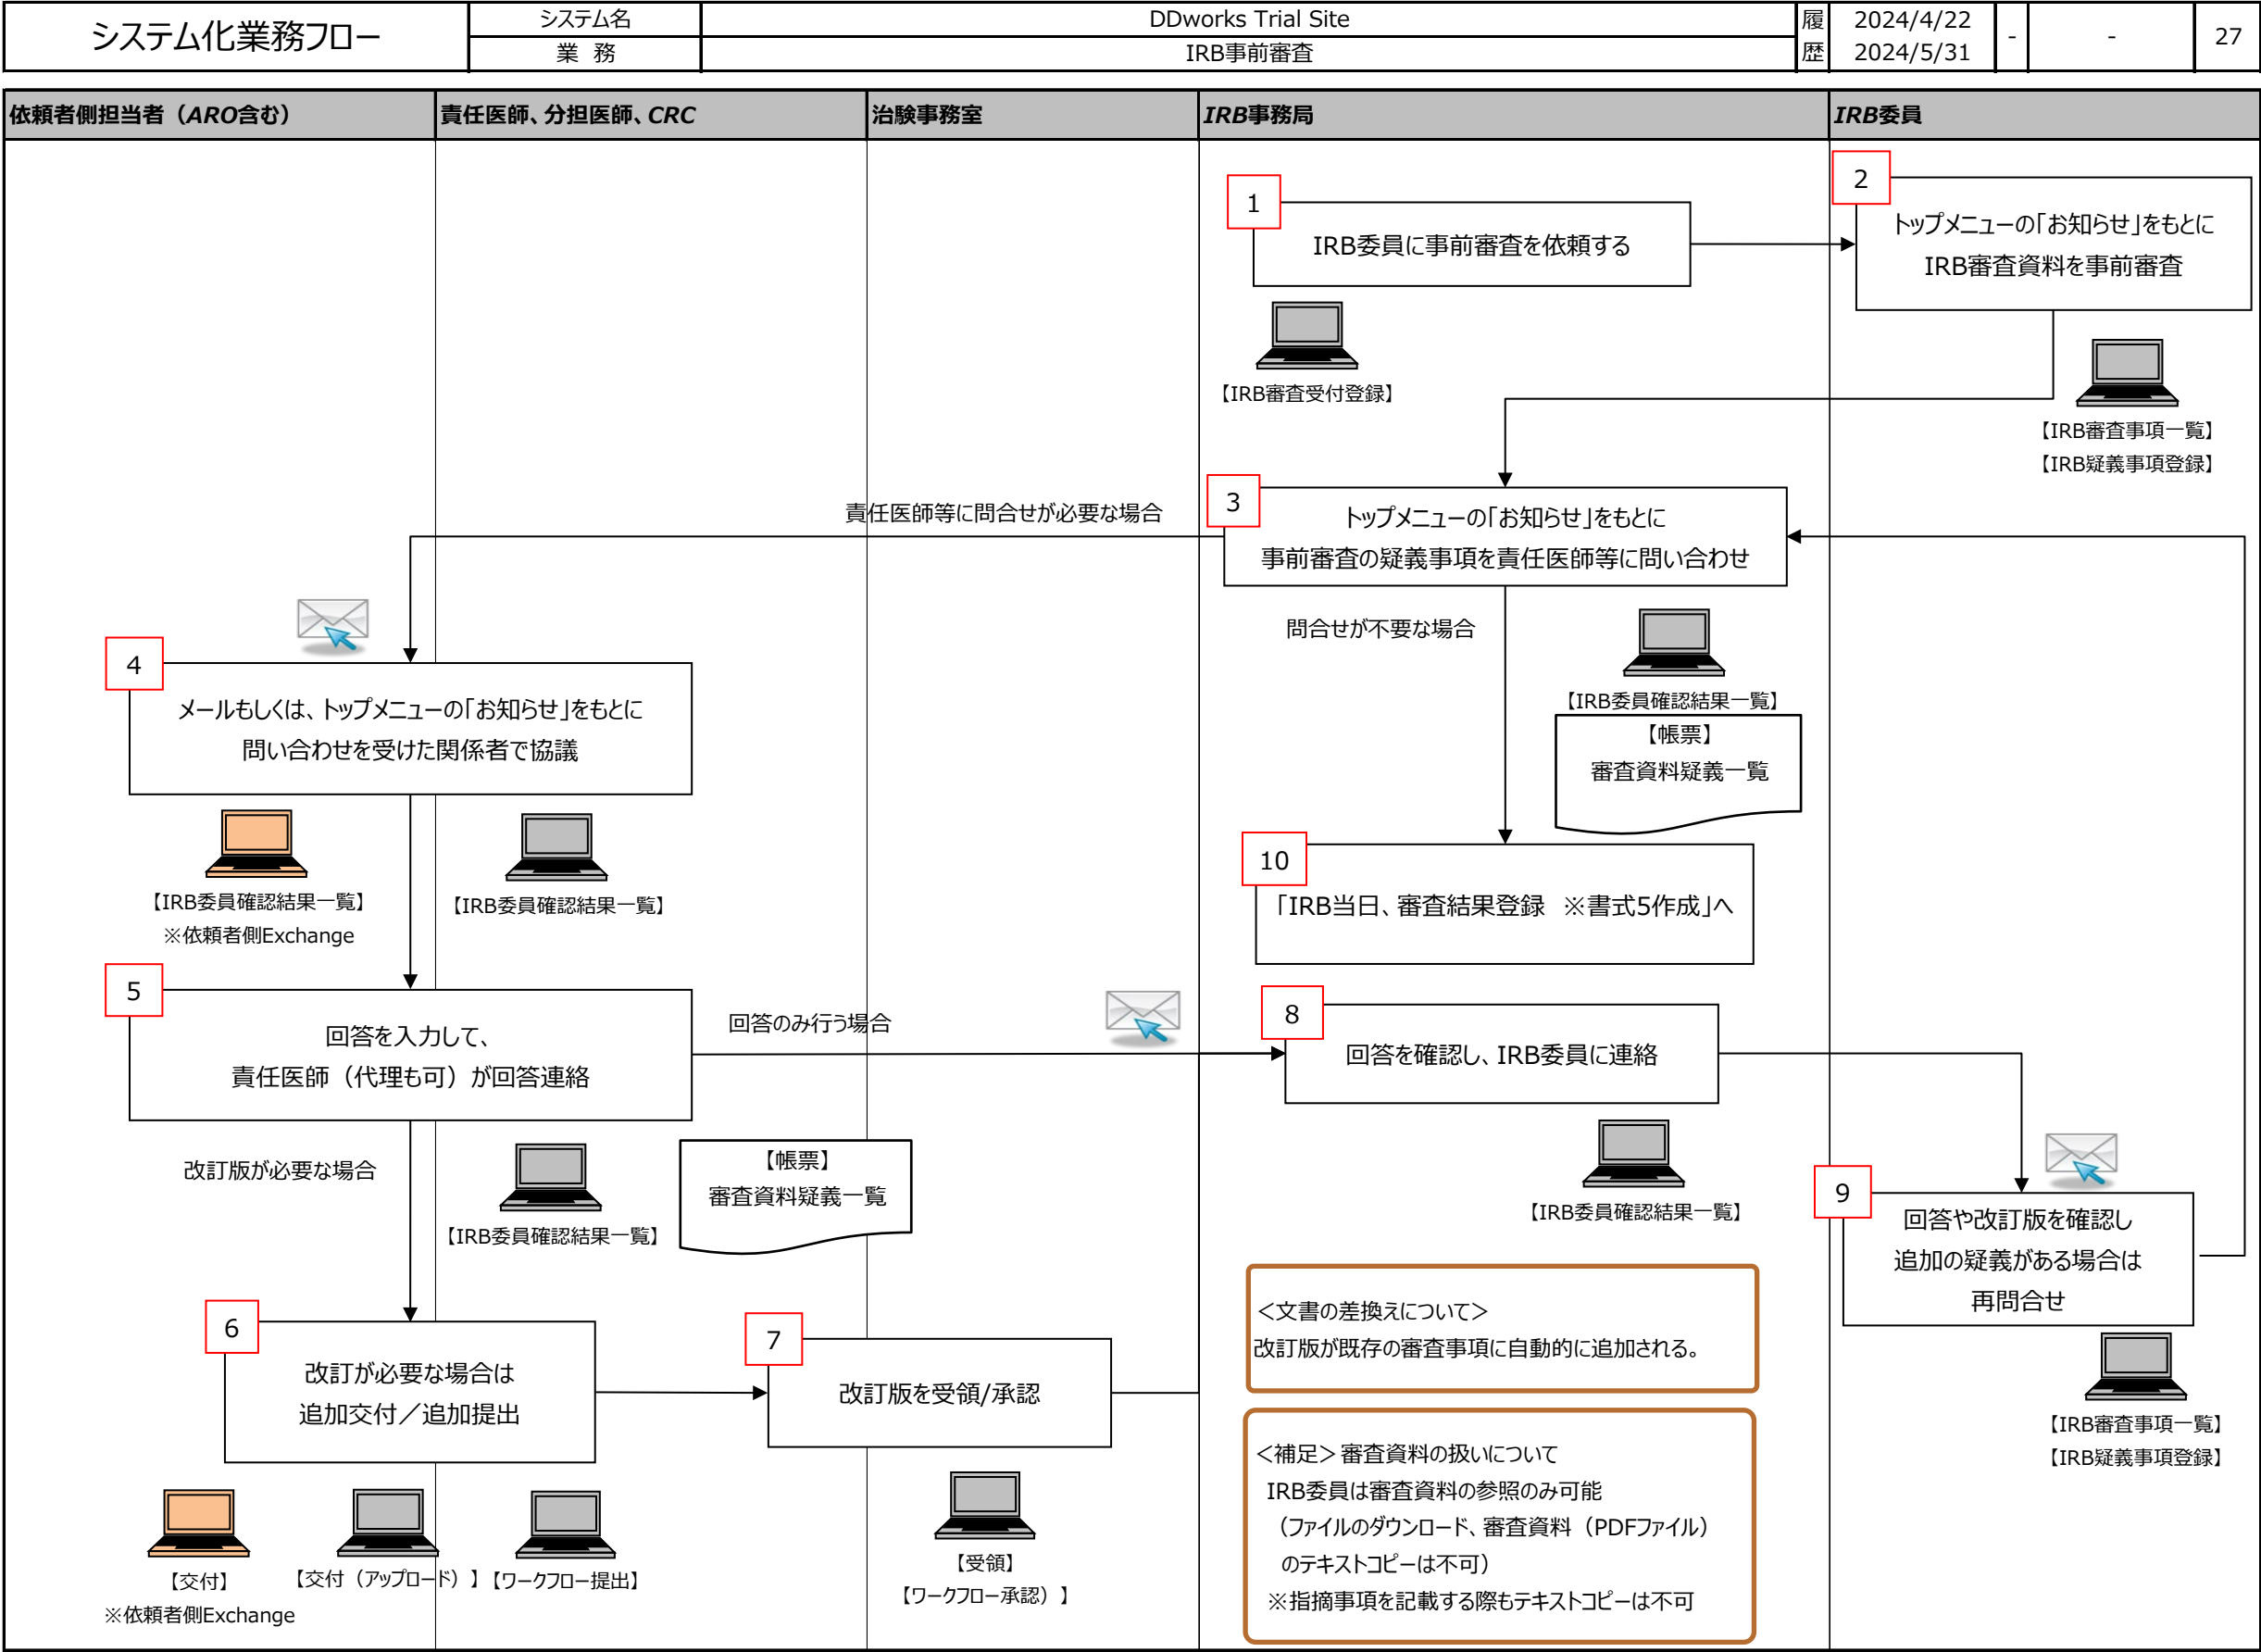 システム化業務フロー
システム名
DDworks Trial Site
履歴
2024/4/22
2024/5/31
-
-
27
業 務
IRB事前審査
依頼者側担当者（ARO含む）
責任医師、分担医師、CRC
治験事務室
IRB事務局
IRB委員
1
IRB委員に事前審査を依頼する
【IRB審査受付登録】
2
トップメニューの「お知らせ」をもとに
IRB審査資料を事前審査
【IRB審査事項一覧】
【IRB疑義事項登録】
3
トップメニューの「お知らせ」をもとに
事前審査の疑義事項を責任医師等に問い合わせ
責任医師等に問合せが必要な場合
問合せが不要な場合
【IRB委員確認結果一覧】
【帳票】
審査資料疑義一覧
4
メールもしくは、トップメニューの「お知らせ」をもとに
問い合わせを受けた関係者で協議
【IRB委員確認結果一覧】
※依頼者側Exchange
【IRB委員確認結果一覧】
10
「IRB当日、審査結果登録　※書式5作成」へ
5
回答を入力して、
責任医師（代理も可）が回答連絡
回答のみ行う場合
改訂版が必要な場合
【IRB委員確認結果一覧】
【帳票】
審査資料疑義一覧
8
回答を確認し、IRB委員に連絡
【IRB委員確認結果一覧】
9
回答や改訂版を確認し
追加の疑義がある場合は
再問合せ
【IRB審査事項一覧】
【IRB疑義事項登録】
6
改訂が必要な場合は
追加交付／追加提出
【交付】
※依頼者側Exchange
【交付（アップロード）】
【ワークフロー提出】
7
改訂版を受領/承認
【受領】
【ワークフロー承認）】
＜文書の差換えについて＞
改訂版が既存の審査事項に自動的に追加される。
＜補足＞審査資料の扱いについて
IRB委員は審査資料の参照のみ可能
（ファイルのダウンロード、審査資料（PDFファイル）
のテキストコピーは不可）
※指摘事項を記載する際もテキストコピーは不可